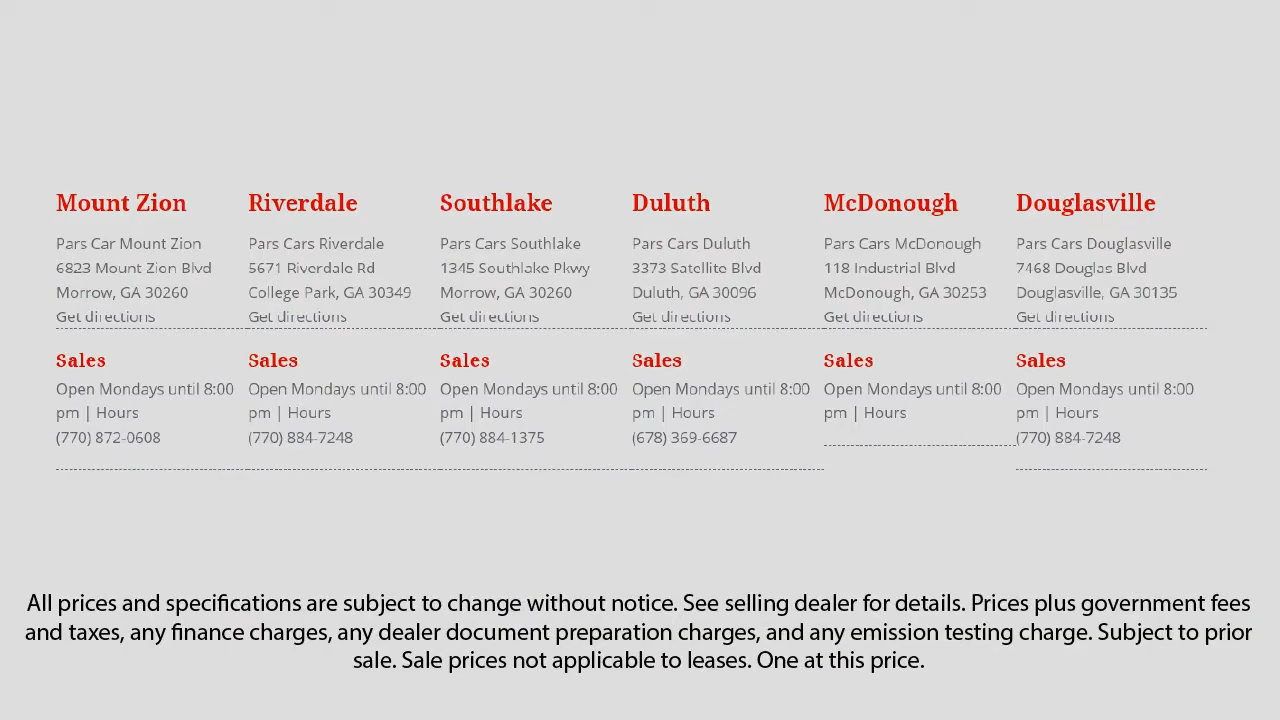 Mount Zion
Pars Car Mount Zion
6823 Mount Zion Blvd
Morrow, GA 30260
Get directions
Sales
Open Mondays until 8:00
pm | Hours
(770) 872-0608
Riverdale
Pars Cars Riverdale
5671 Riverdale Rd
College Park, GA 30349
Get directions
Sales
Open Mondays until 8:00
pm | Hours
(770) 884-7248
Southlake
Pars Cars Southlake
1345 Southlake Pkwy
Morrow, GA 30260
Get directions
Sales
Open Mondays until 8:00
pm | Hours
(770) 884-1375
Duluth
Pars Cars Duluth
3373 Satellite Blvd
Duluth, GA 30096
Get directions
Sales
Open Mondays until 8:00
pm | Hours
(678) 369-6687
McDonough
Pars Cars McDonough
118 Industrial Blvd
McDonough, GA 30253
Get directions
Sales
Open Mondays until 8:00
pm | Hours
Douglasville
Pars Cars Douglasville
7468 Douglas Blvd
Douglasville, GA 30135
Get directions
Sales
Open Mondays until 8:00
pm | Hours
(770) 884-7248
All prices and specifications are subject to change without notice. See selling dealer for details. Prices plus government fees
and taxes, any finance charges, any dealer document preparation charges, and any emission testing charge. Subject to prior
sale. Sale prices not applicable to leases. One at this price.